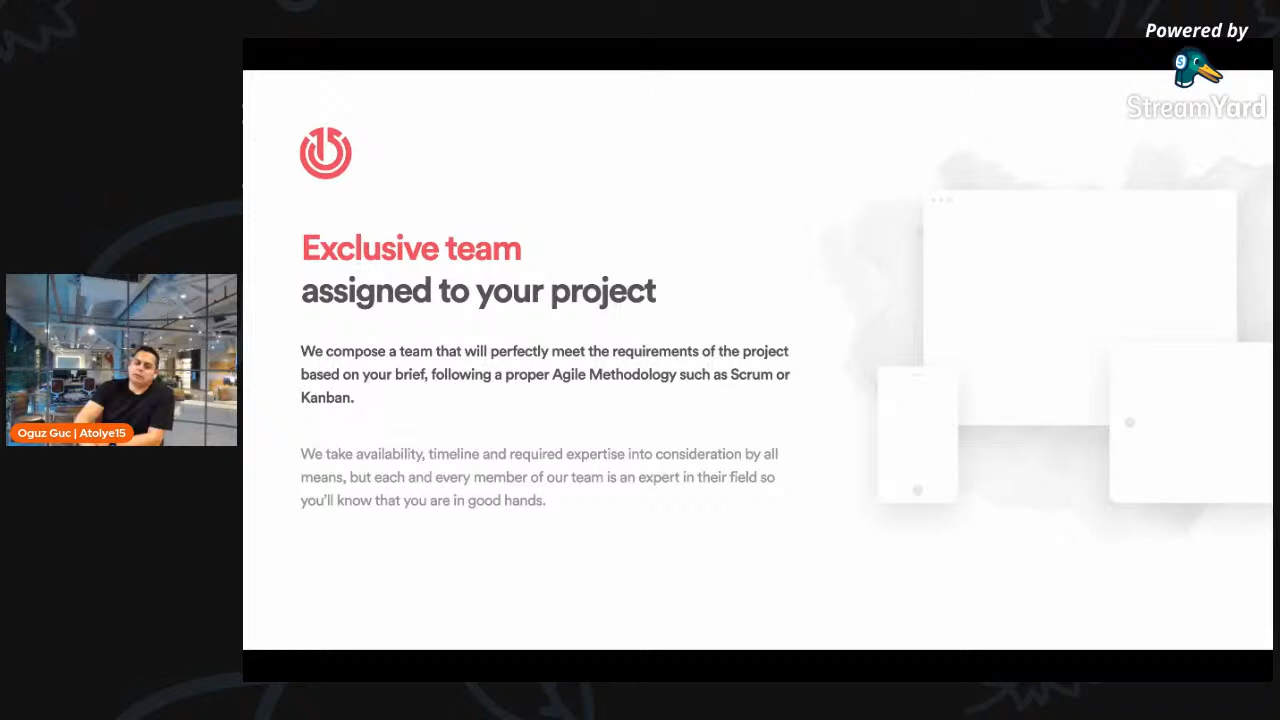 Powered by
StreamYard
Exclusive team
assigned to your project
We compose a team that will perfectly meet the requirements of the project
based on your brief, following a proper Agile Methodology such as Scrum or
Kanban.
We take availability, timeline and required expertise into consideration by all
means, but each and every member of our team is an expert in their field so
you'll know that you are in good hands.
Oguz Guc | Atolye15